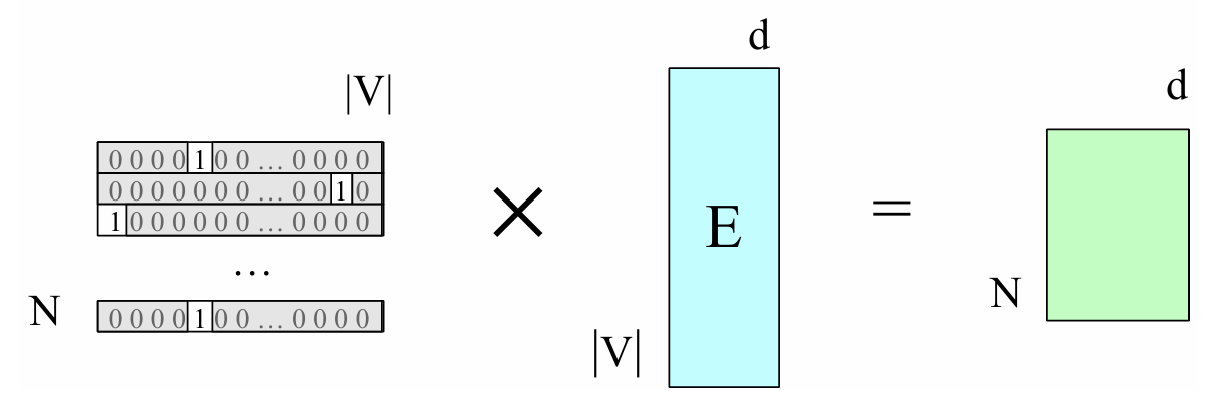 d
|V|
d
0 0 0 0 1 0 0 ... 0 0 0 0
0 0 0 0 0 0 0 ... 0 0 1 0
× E =
1 0 0 0 0 0 0 ... 0 0 0 0
...
N
N 0 0 0 0 1 0 0 ... 0 0 0 0
|V|